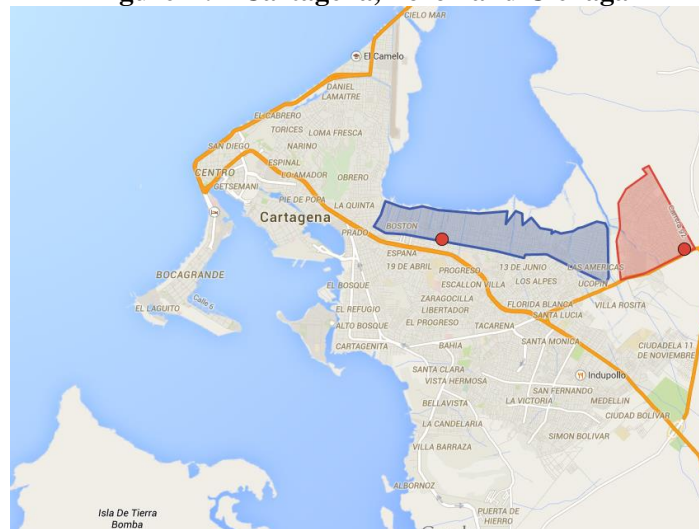 CIELO MAR
El Camelo
DANIEL
LAMAITRE
EL CABRERO
TORICES
LOMA FRESCA
SAN DIEGO
NARINO
CENTRO
ESPINAL
LO AMADOR
OBRERO
GETSEMANI
PIE DE POPA
LA QUINTA
Cartagena
PRADO
BOSTON
ESPANA
19 DE ABRIL
PROGRESO
13 DE JUNIO
LAS AMERICAS
BOCAGRANDE
EL BOSQUE
ESCALLON VILLA
LOS ALPES
UCOPIN
EL LAGUITO
Calle 6
EL REFUGIO
ZARAGOCILLA
LIBERTADOR
FLORIDA BLANCA
VILLA ROSITA
ALTO BOSQUE
EL PROGRESO
TACARENA
SANTA LUCIA
CARTAGENITA
BAHIA
SANTA MONICA
CIUDADELA 11
DE NOVIEMBRE
SANTA CLARA
VISTA HERMOSA
Indupollo
SAN FERNANDO
BELLAVISTA
LA VICTORIA
MEDELLIN
CIUDAD BOLIVAR
LA CANDELARIA
SIMON BOLIVAR
VILLA BARRAZA
ALBORNOZ
PUERTA DE
HIERRO
Isla De Tierra
Bomba